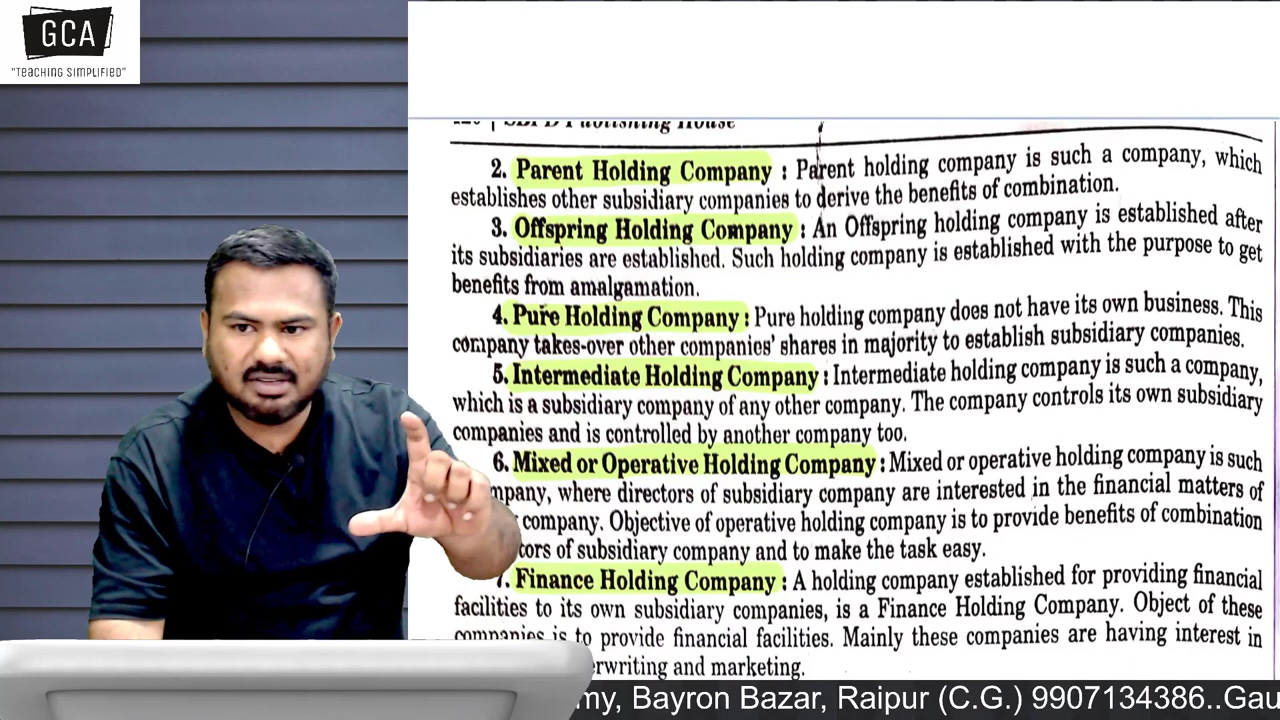 GCA
"TEACHING SIMPLIFIED"
Publishing House
2. Parent Holding Company : Parent holding company is such a company, which
establishes other subsidiary companies to derive the benefits of combination.
3. Offspring Holding Company : An Offspring holding company is established after
its subsidiaries are established. Such holding company is established with the purpose to get
benefits from amalgamation.
4. Pure Holding Company : Pure holding company does not have its own business. This
company takes-over other companies' shares in majority to establish subsidiary companies.
5. Intermediate Holding Company : Intermediate holding company is such a company,
which is a subsidiary company of any other company. The company controls its own subsidiary
companies and is controlled by another company too.
6. Mixed or Operative Holding Company : Mixed or operative holding company is such
mpany, where directors of subsidiary company are interested in the financial matters of
company. Objective of operative holding company is to provide benefits of combination
tors of subsidiary company and to make the task easy.
7. Finance Holding Company : A holding company established for providing financial
facilities to its own subsidiary companies, is a Finance Holding Company. Object of these
companies is to provide financial facilities. Mainly these companies are having interest in
rwriting and marketing.
my, Bayron Bazar, Raipur (C.G.) 9907134386..Gau